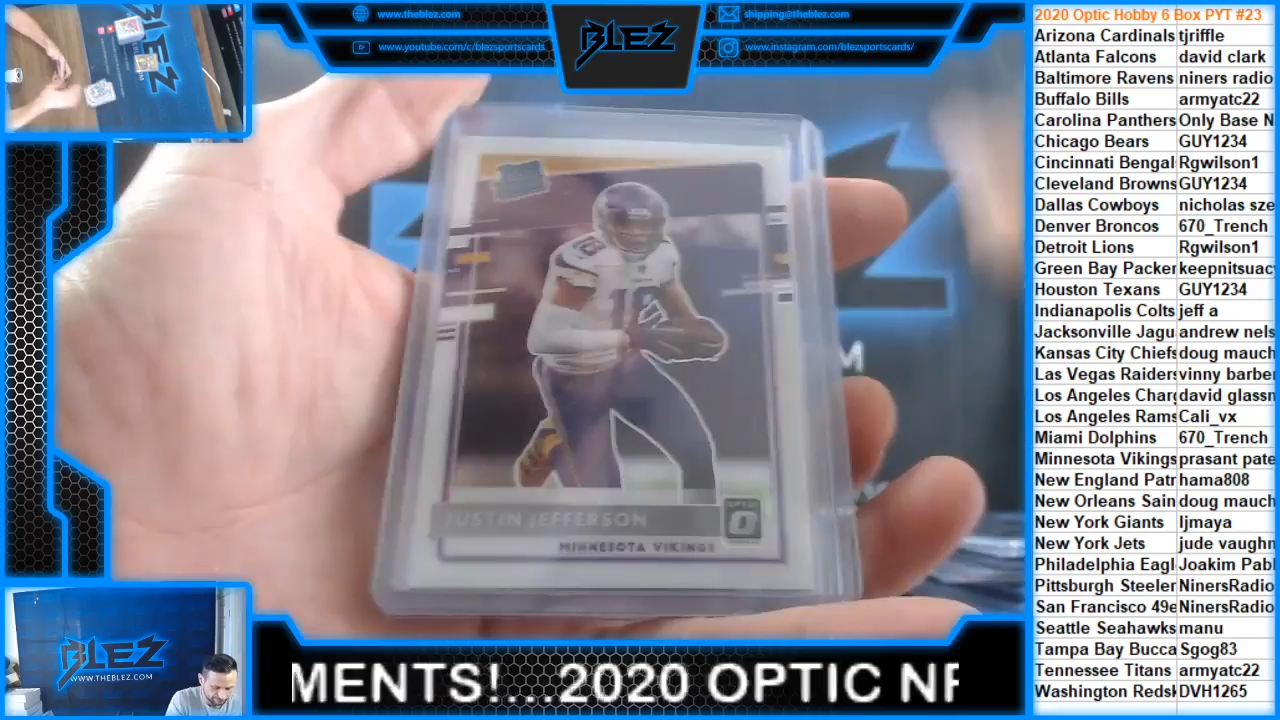 www.theblez.com
www.youtube.com/c/blezsportscards
BLEZ
shipping@theblez.com
www.instagram.com/blezsportscards/
18
JUSTIN JEFFERSON
MINNESOTA VIKINGS
OPTIC
BLEZ
WWW.THEBLEZ.COM
MENTS!...2020 OPTIC NF
2020 Optic Hobby 6 Box PYT #23
Arizona Cardinals tjriffle
Atlanta Falcons david clark
Baltimore Ravens niners radio
Buffalo Bills armyatc22
Carolina Panthers Only Base N
Chicago Bears GUY1234
Cincinnati Bengal Rgwilson1
Cleveland Browns GUY1234
Dallas Cowboys nicholas sze
Denver Broncos 670_Trench
Detroit Lions Rgwilson1
Green Bay Packer keepnitsuac
Houston Texans GUY1234
Indianapolis Colts jeff a
Jacksonville Jagu andrew nels
Kansas City Chiefs doug mauch
Las Vegas Raiders vinny barbe
Los Angeles Charg david glassn
Los Angeles Rams Cali_vx
Miami Dolphins 670_Trench
Minnesota Vikings prasant pate
New England Patr hama808
New Orleans Sain doug mauch
New York Giants ljmaya
New York Jets jude vaughn
Philadelphia Eagl Joakim Pabl
Pittsburgh Steeler NinersRadio
San Francisco 49e NinersRadio
Seattle Seahawks manu
Tampa Bay Bucca Sgog83
Tennessee Titans armyatc22
Washington Redsk DVH1265